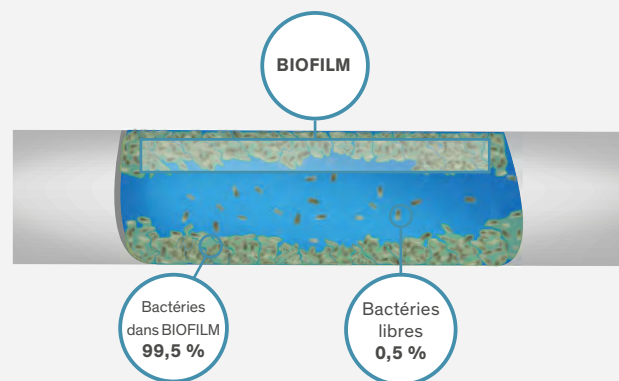 BIOFILM
Bactéries
dans BIOFILM
99,5 %
Bactéries
libres
0,5 %